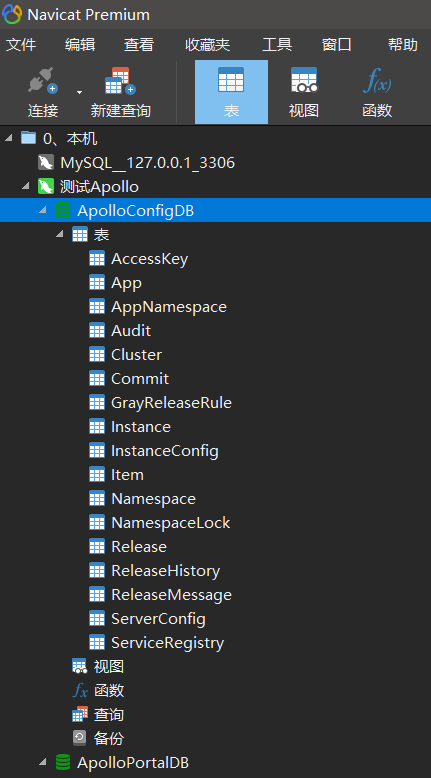 Navicat Premium
文件 编辑 查看 收藏夹 工具 窗口 帮助
连接 新建查询 表 视图 f(x) 函数
0、本机
MySQL__127.0.0.1_3306
测试Apollo
ApolloConfigDB
表
AccessKey
App
AppNamespace
Audit
Cluster
Commit
GrayReleaseRule
Instance
InstanceConfig
Item
Namespace
NamespaceLock
Release
ReleaseHistory
ReleaseMessage
ServerConfig
ServiceRegistry
视图
fx 函数
查询
备份
ApolloPortalDB